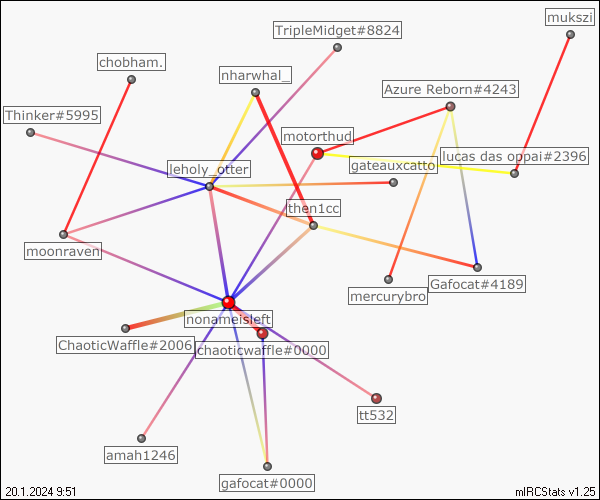 mukszi
TripleMidget#8824
chobham.
nharwhal_
Azure Reborn#4243
Thinker#5995
motorthud
lucas das oppai#2396
gateauxcatto
leholy_otter
then1cc
moonraven
Gafocat#4189
mercurybro
nonameisleft
ChaoticWaffle#2006
chaoticwaffle#0000
tt532
amah1246
gafocat#0000
20.1.2024 9:51
mIRCStats v1.25